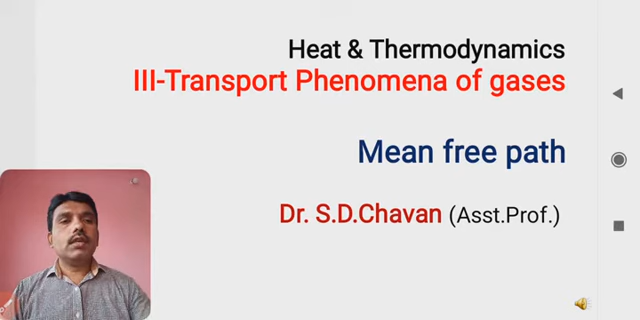 Heat & Thermodynamics
III-Transport Phenomena of gases
Mean free path
Dr. S.D.Chavan (Asst.Prof.)